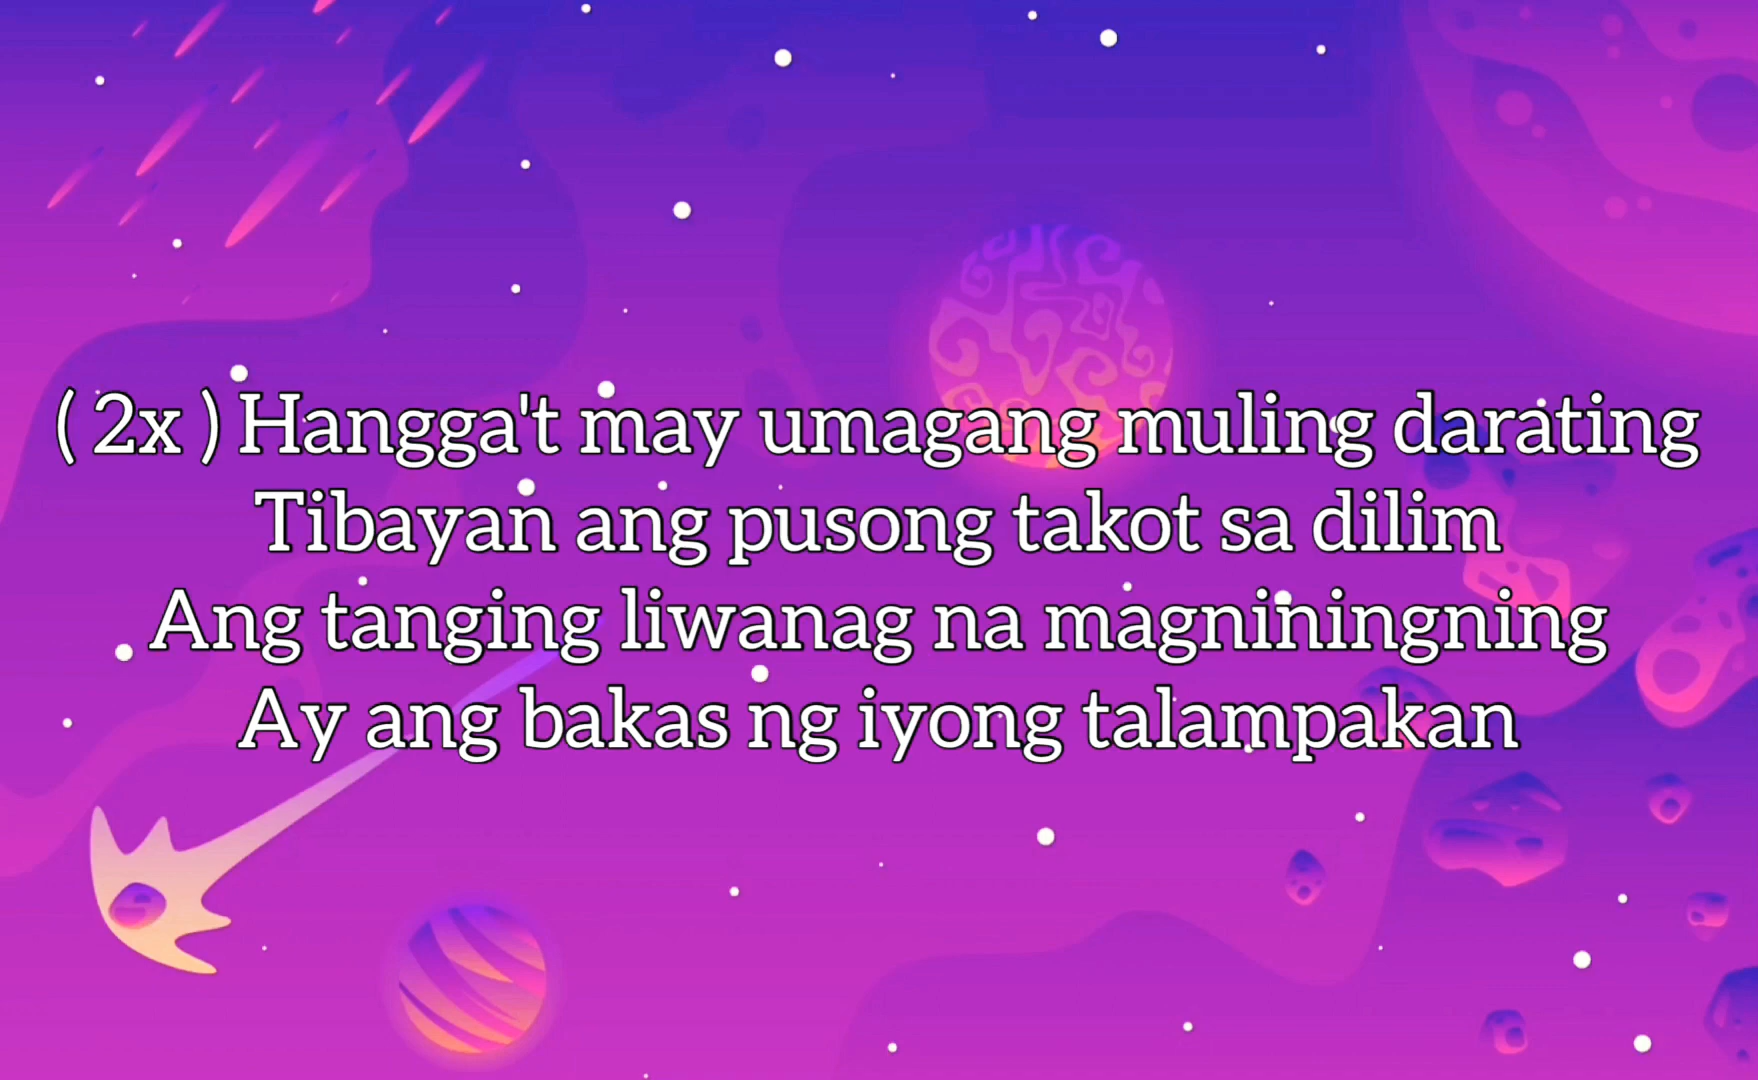 ( 2x ) Hangga't may umagang muling darating
Tibayan ang pusong takot sa dilim
Ang tanging liwanag na magniningning
Ay ang bakas ng iyong talampakan